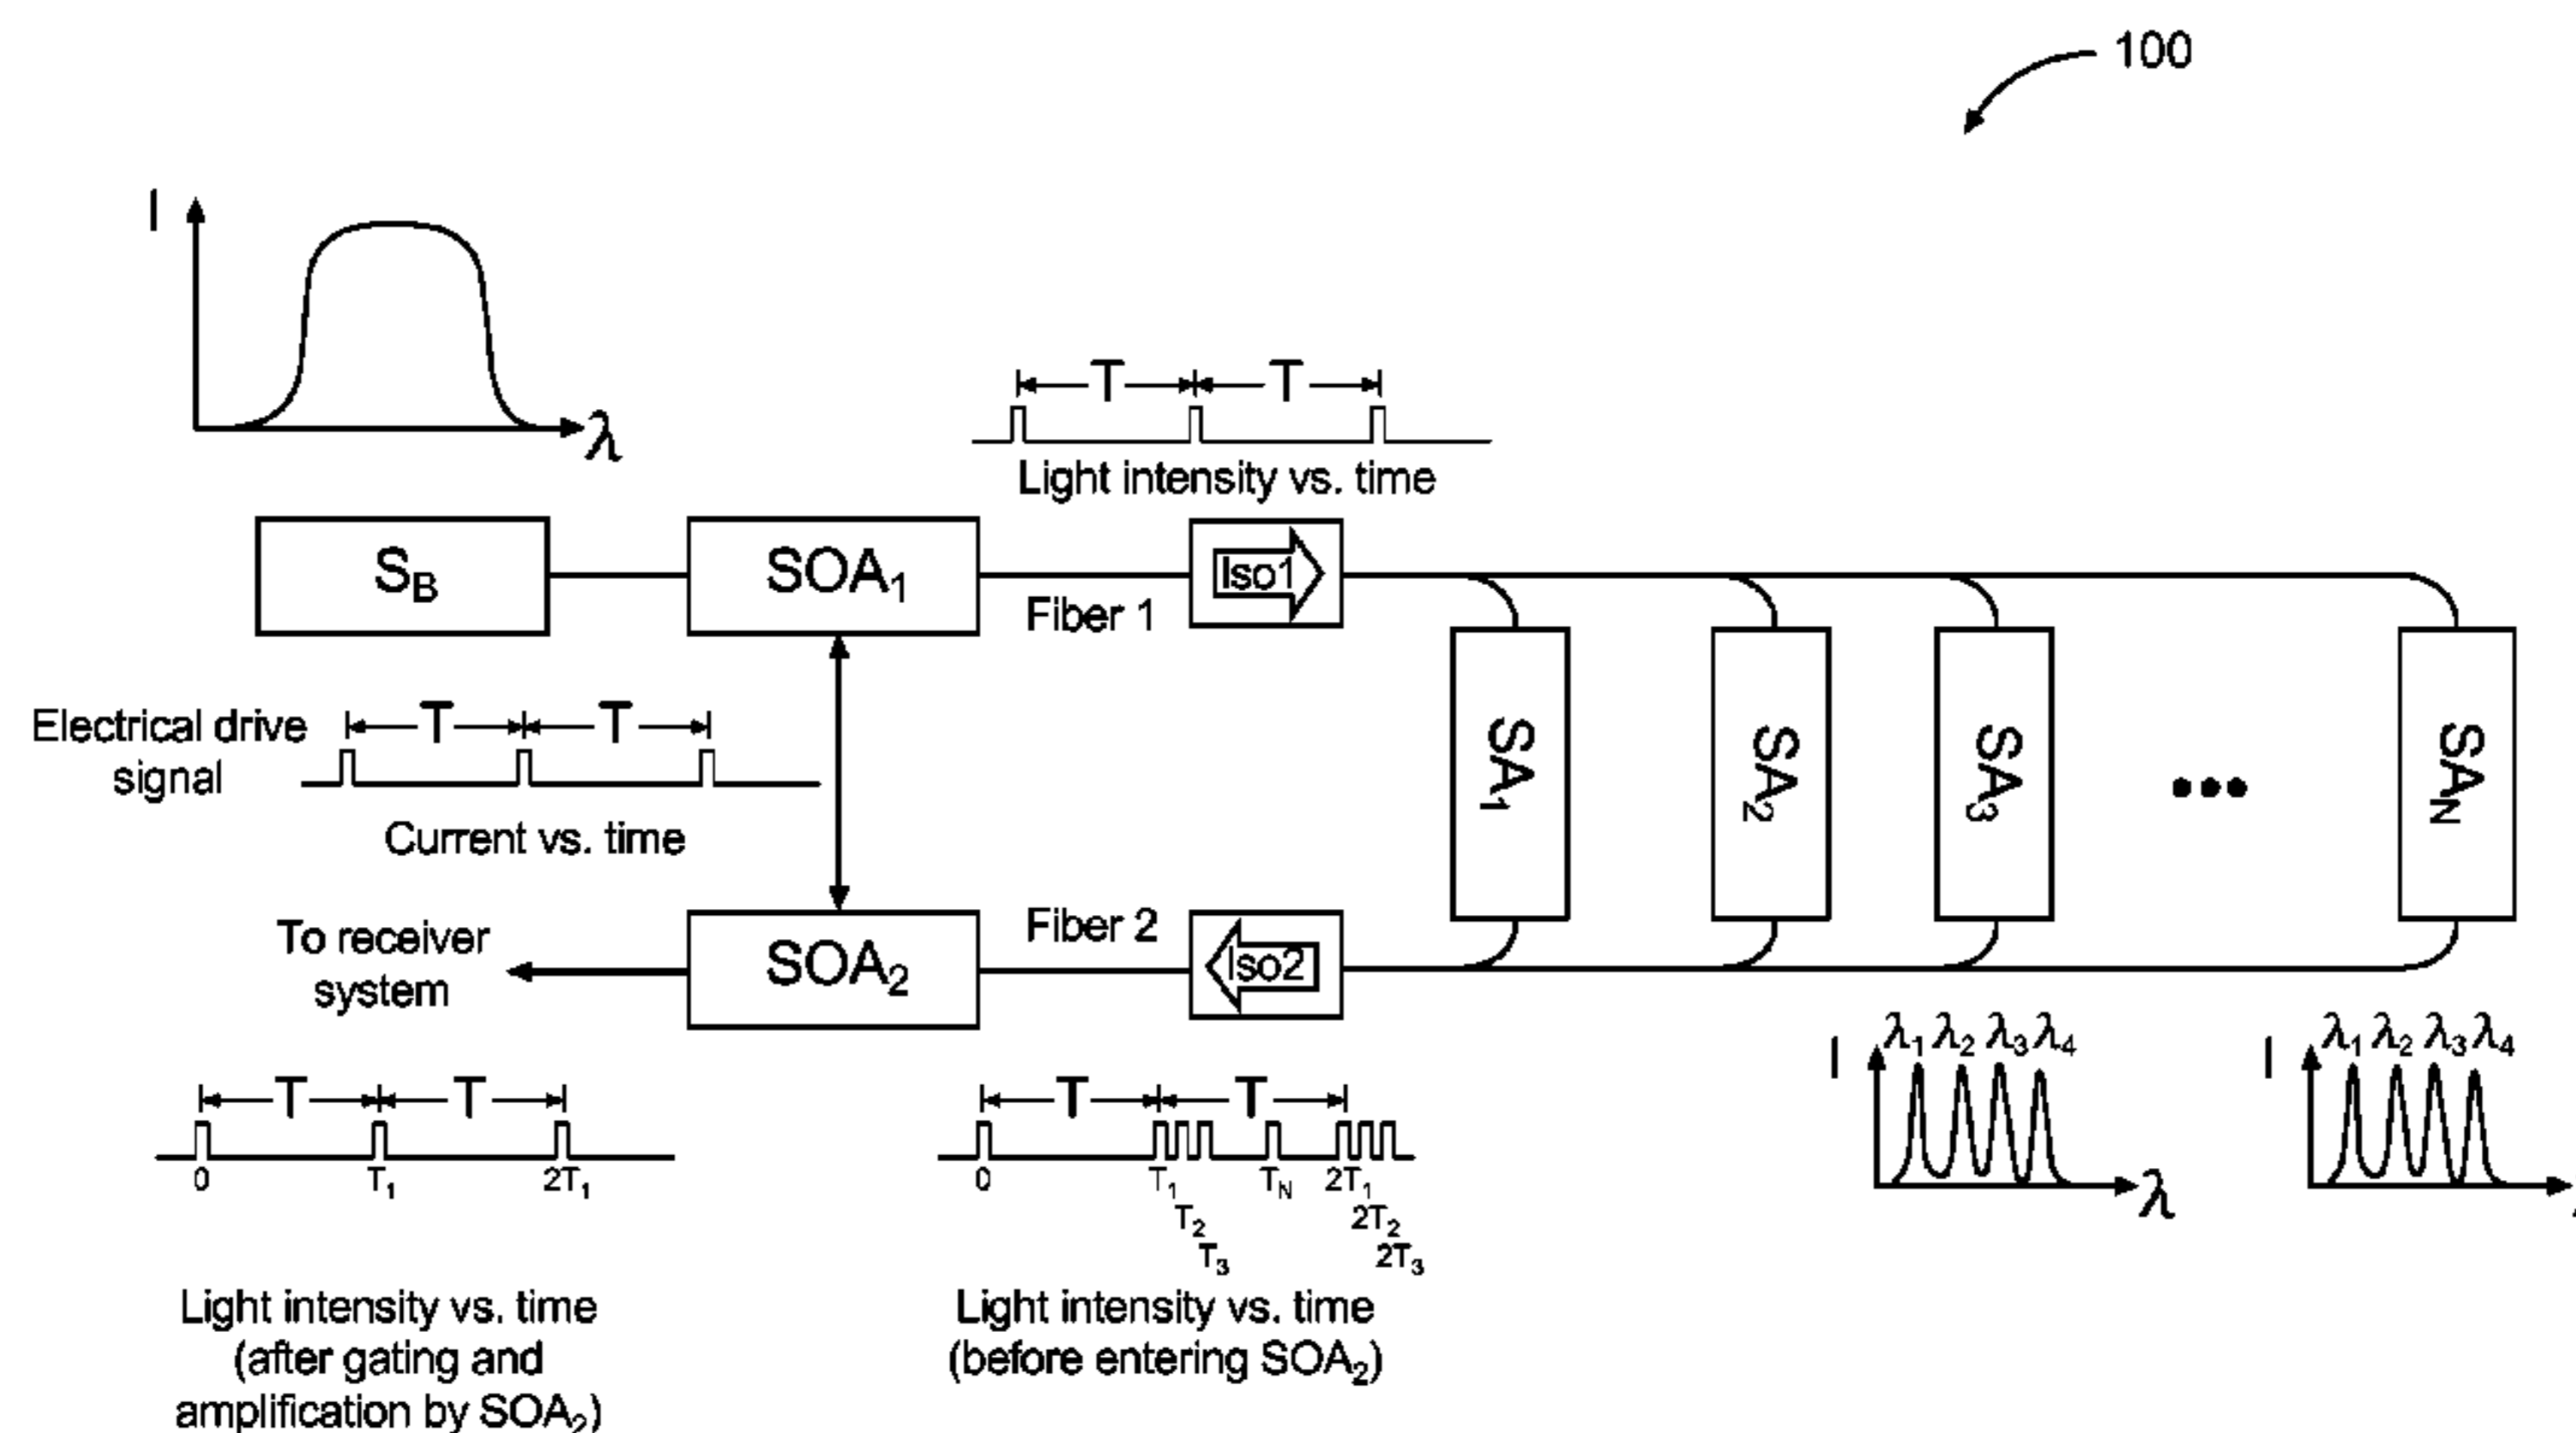 100
I
λ
T T
Light intensity vs. time
S_B
SOA₁
Fiber 1
Iso1
Electrical drive
signal
T T
Current vs. time
SA₁
SA₂
SA₃
•••
SA_N
To receiver
system
SOA₂
Fiber 2
Iso2
T T
0 T₁ 2T₁
Light intensity vs. time
(after gating and
amplification by SOA₂)
T T
0 T₁ T_N 2T₁
T₂ 2T₂
T₃ 2T₃
Light intensity vs. time
(before entering SOA₂)
I λ₁ λ₂ λ₃ λ₄
λ
I λ₁ λ₂ λ₃ λ₄